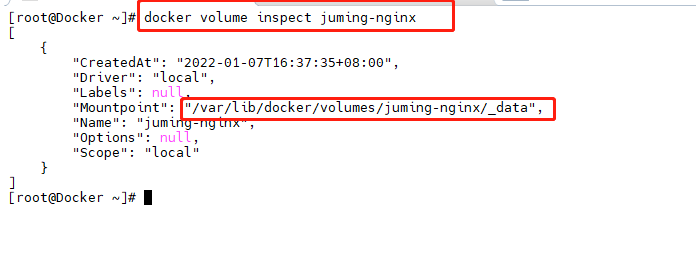 [root@Docker ~]# docker volume inspect juming-nginx
[
    {
        "CreatedAt": "2022-01-07T16:37:35+08:00",
        "Driver": "local",
        "Labels": null,
        "Mountpoint": "/var/lib/docker/volumes/juming-nginx/_data",
        "Name": "juming-nginx",
        "Options": null,
        "Scope": "local"
    }
]
[root@Docker ~]#